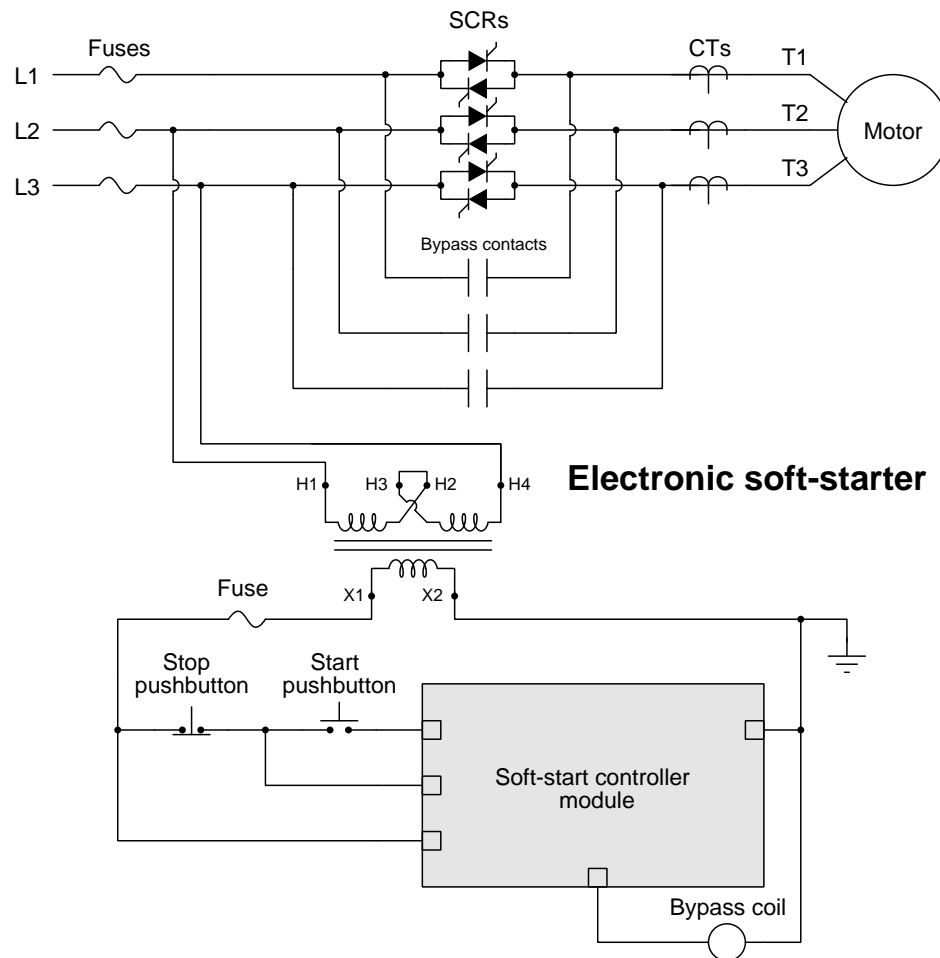 SCRs
Fuses
CTs
L1
T1
L2
T2
Motor
L3
T3
Bypass contacts
H1
H3
H2
H4
Electronic soft-starter
Fuse
X1
X2
Stop
pushbutton
Start
pushbutton
Soft-start controller
module
Bypass coil